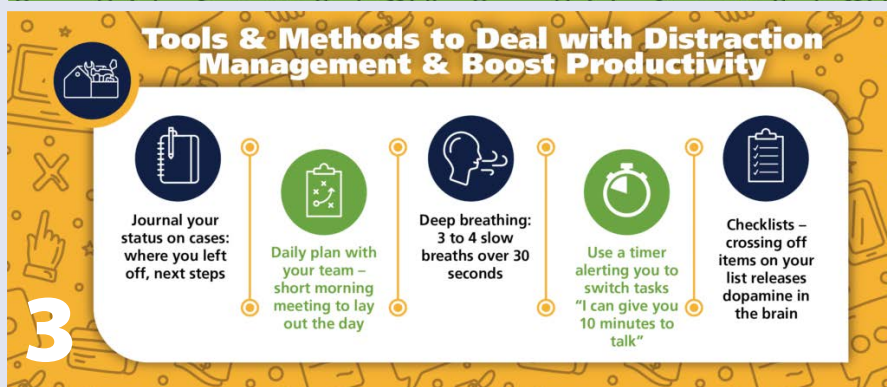 Tools & Methods to Deal with Distraction
Management & Boost Productivity
Journal your
status on cases:
where you left
off, next steps
Daily plan with
your team –
short morning
meeting to lay
out the day
Deep breathing:
3 to 4 slow
breaths over 30
seconds
Use a timer
alerting you to
switch tasks
“I can give you
10 minutes to
talk”
Checklists –
crossing off
items on your
list releases
dopamine in
the brain
3